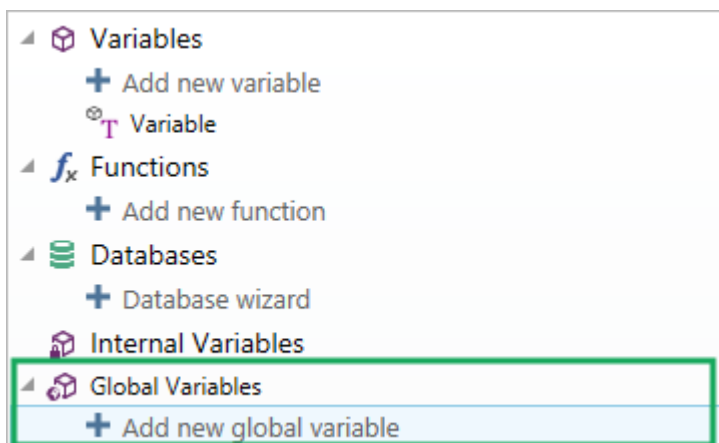 Variables
Add new variable
T Variable
fx Functions
Add new function
Databases
Database wizard
Internal Variables
Global Variables
Add new global variable